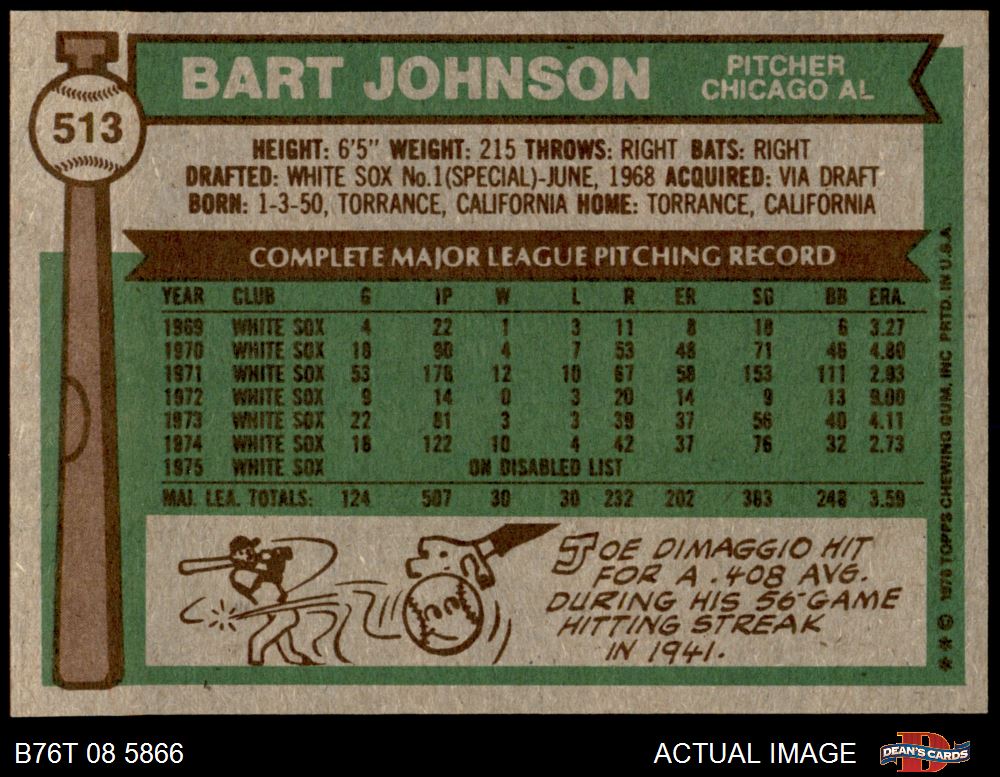 BART JOHNSON
PITCHER
CHICAGO AL
513
HEIGHT: 6'5" WEIGHT: 215 THROWS: RIGHT BATS: RIGHT
DRAFTED: WHITE SOX No.1(SPECIAL)-JUNE, 1968 ACQUIRED: VIA DRAFT
BORN: 1-3-50, TORRANCE, CALIFORNIA HOME: TORRANCE, CALIFORNIA
COMPLETE MAJOR LEAGUE PITCHING RECORD
YEAR CLUB G IP W L R ER SO BB ERA.
1969 WHITE SOX 4 22 1 3 11 8 18 6 3.27
1970 WHITE SOX 18 90 4 7 53 48 71 46 4.80
1971 WHITE SOX 53 178 12 10 67 58 153 111 2.93
1972 WHITE SOX 9 14 0 3 20 14 9 13 9.00
1973 WHITE SOX 22 81 3 3 39 37 56 40 4.11
1974 WHITE SOX 18 122 10 4 42 37 76 32 2.73
1975 WHITE SOX ON DISABLED LIST
MAJ. LEA. TOTALS: 124 507 30 30 232 202 383 248 3.59
JOE DIMAGGIO HIT
FOR A .408 AVG.
DURING HIS 56-GAME
HITTING STREAK
IN 1941.
** © 1976 TOPPS CHEWING GUM, INC PRTD. IN U.S.A.
B76T 08 5866
ACTUAL IMAGE
D
DEAN'S CARDS